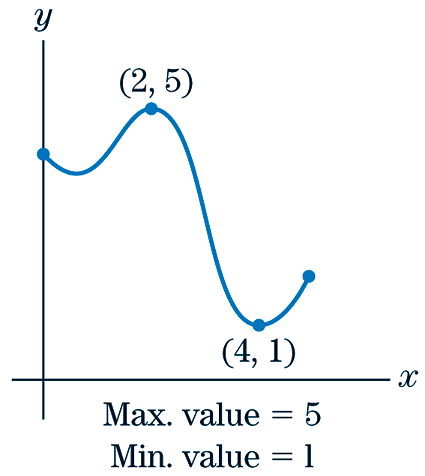 y
(2, 5)
(4, 1)
x
Max. value = 5
Min. value = 1